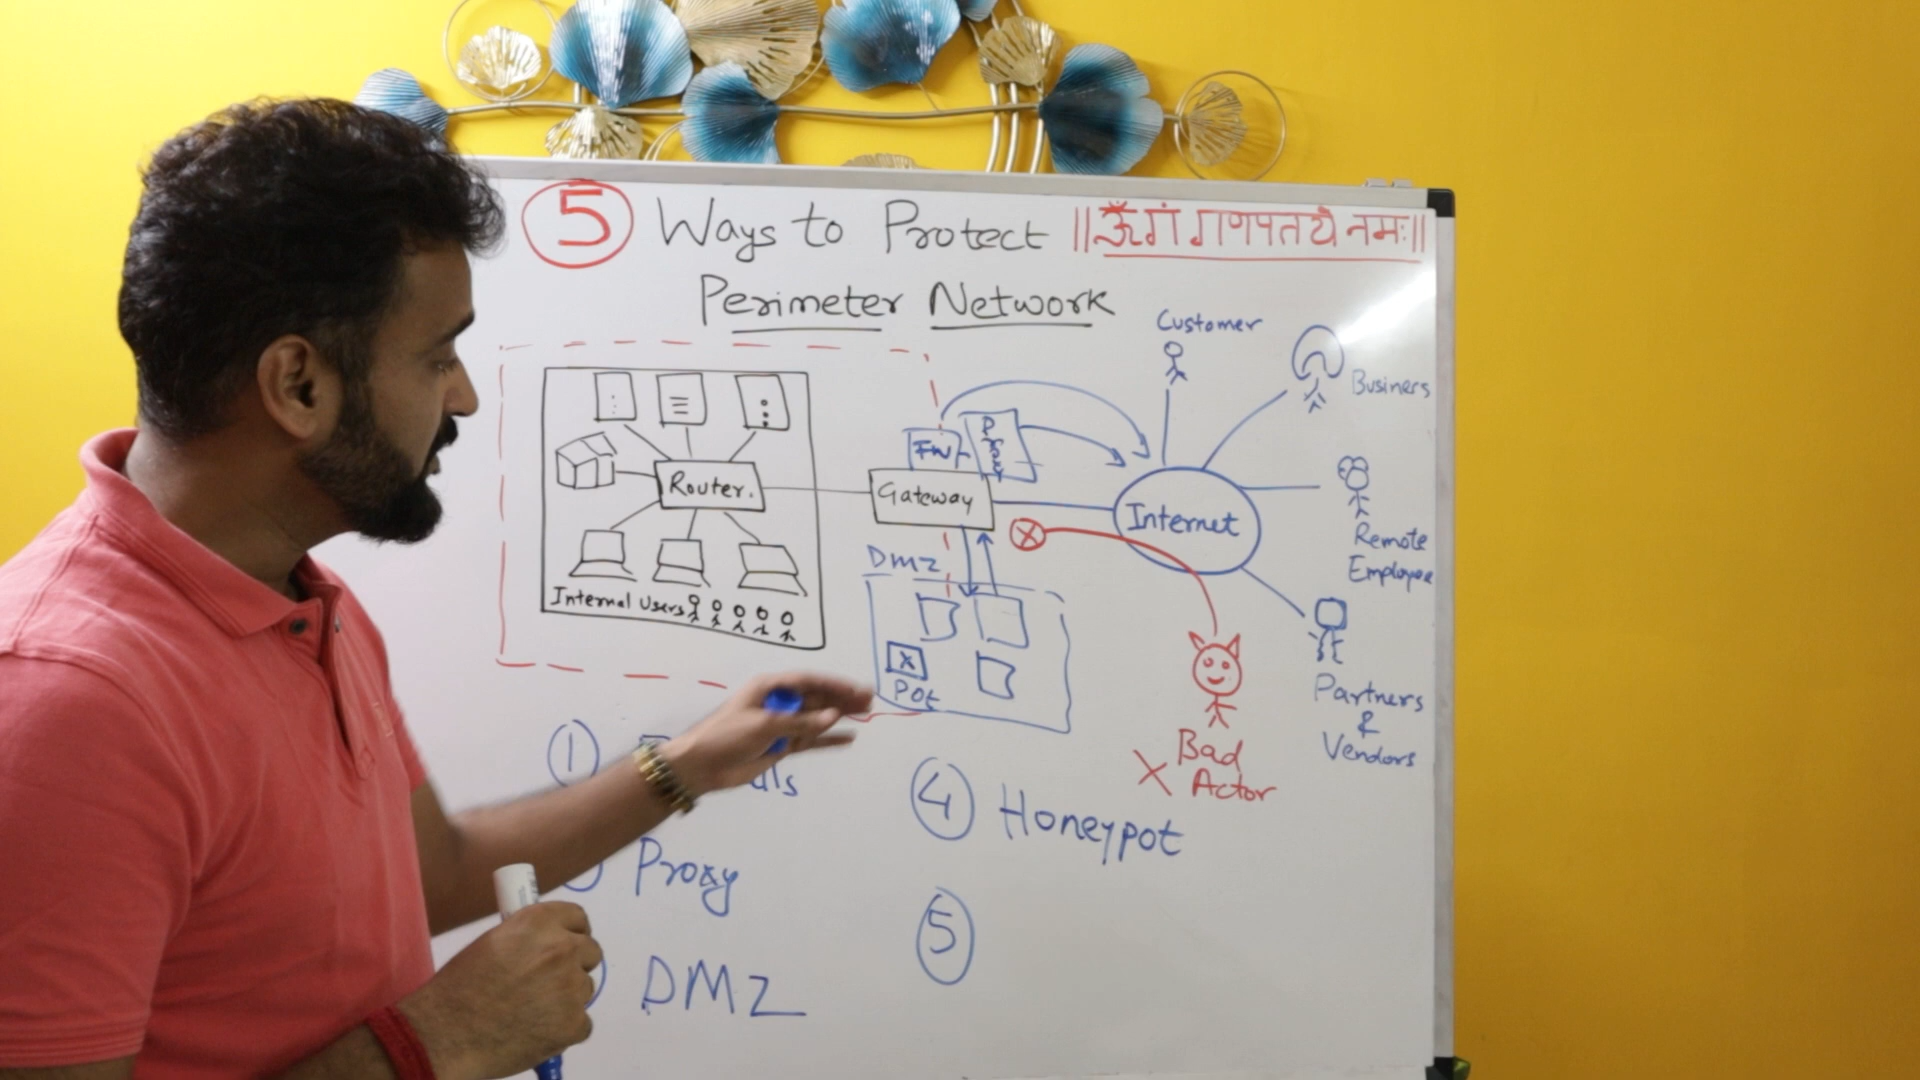 5 Ways to Protect ||ॐ गं गणपतये नमः||
Perimeter Network
Customer
Business
FW
Proxy
Router.
Gateway
Internet
Remote
Employee
DMZ
Internal Users
X
Pot
Partners
&
Vendors
X Bad
Actor
1
4 Honeypot
Proxy
5
DMZ